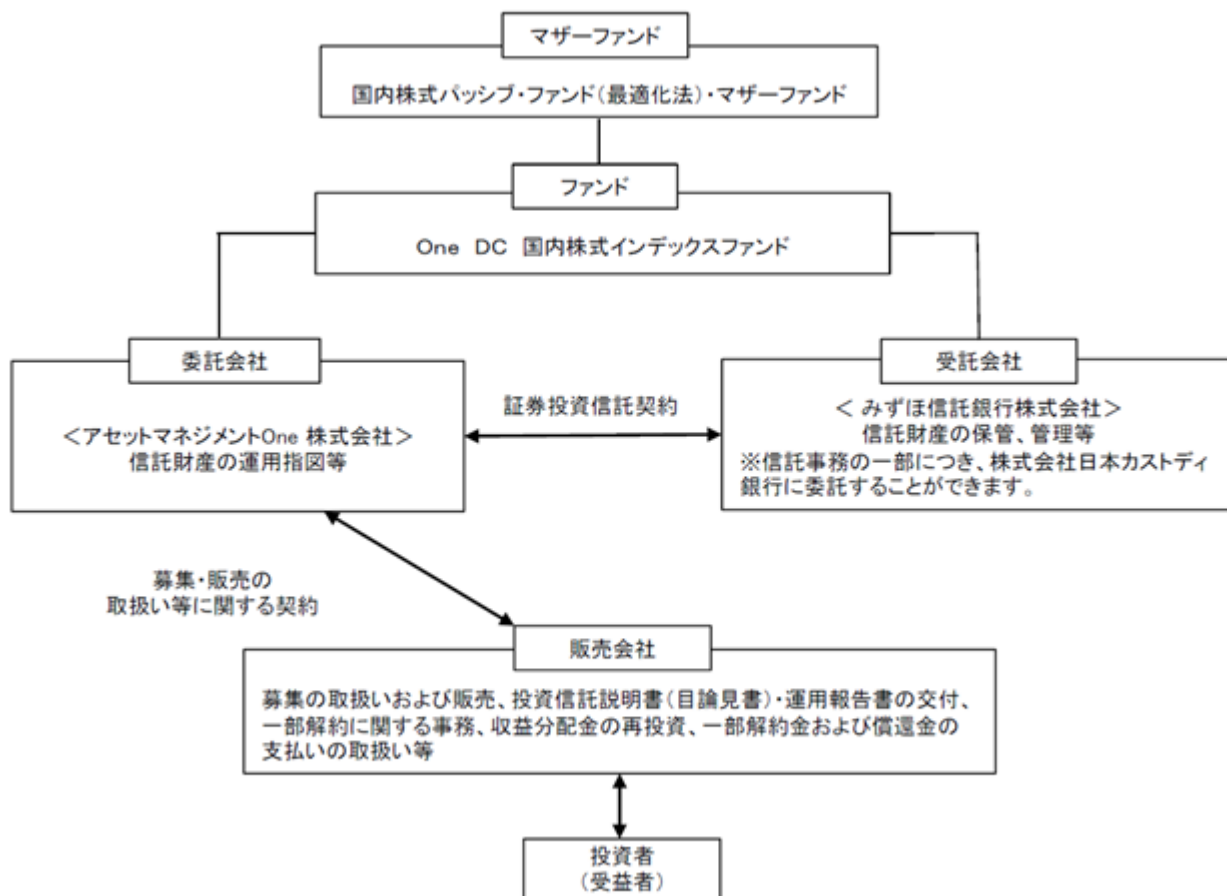 マザーファンド
国内株式パッシブ・ファンド(最適化法)・マザーファンド
ファンド
One DC 国内株式インデックスファンド
委託会社
<アセットマネジメントOne 株式会社>
信託財産の運用指図等
証券投資信託契約
受託会社
< みずほ信託銀行株式会社>
信託財産の保管、管理等
※信託事務の一部につき、株式会社日本カストディ
銀行に委託することができます。
募集・販売の
取扱い等に関する契約
販売会社
募集の取扱いおよび販売、投資信託説明書(目論見書)・運用報告書の交付、
一部解約に関する事務、収益分配金の再投資、一部解約金および償還金の
支払いの取扱い等
投資者
(受益者)